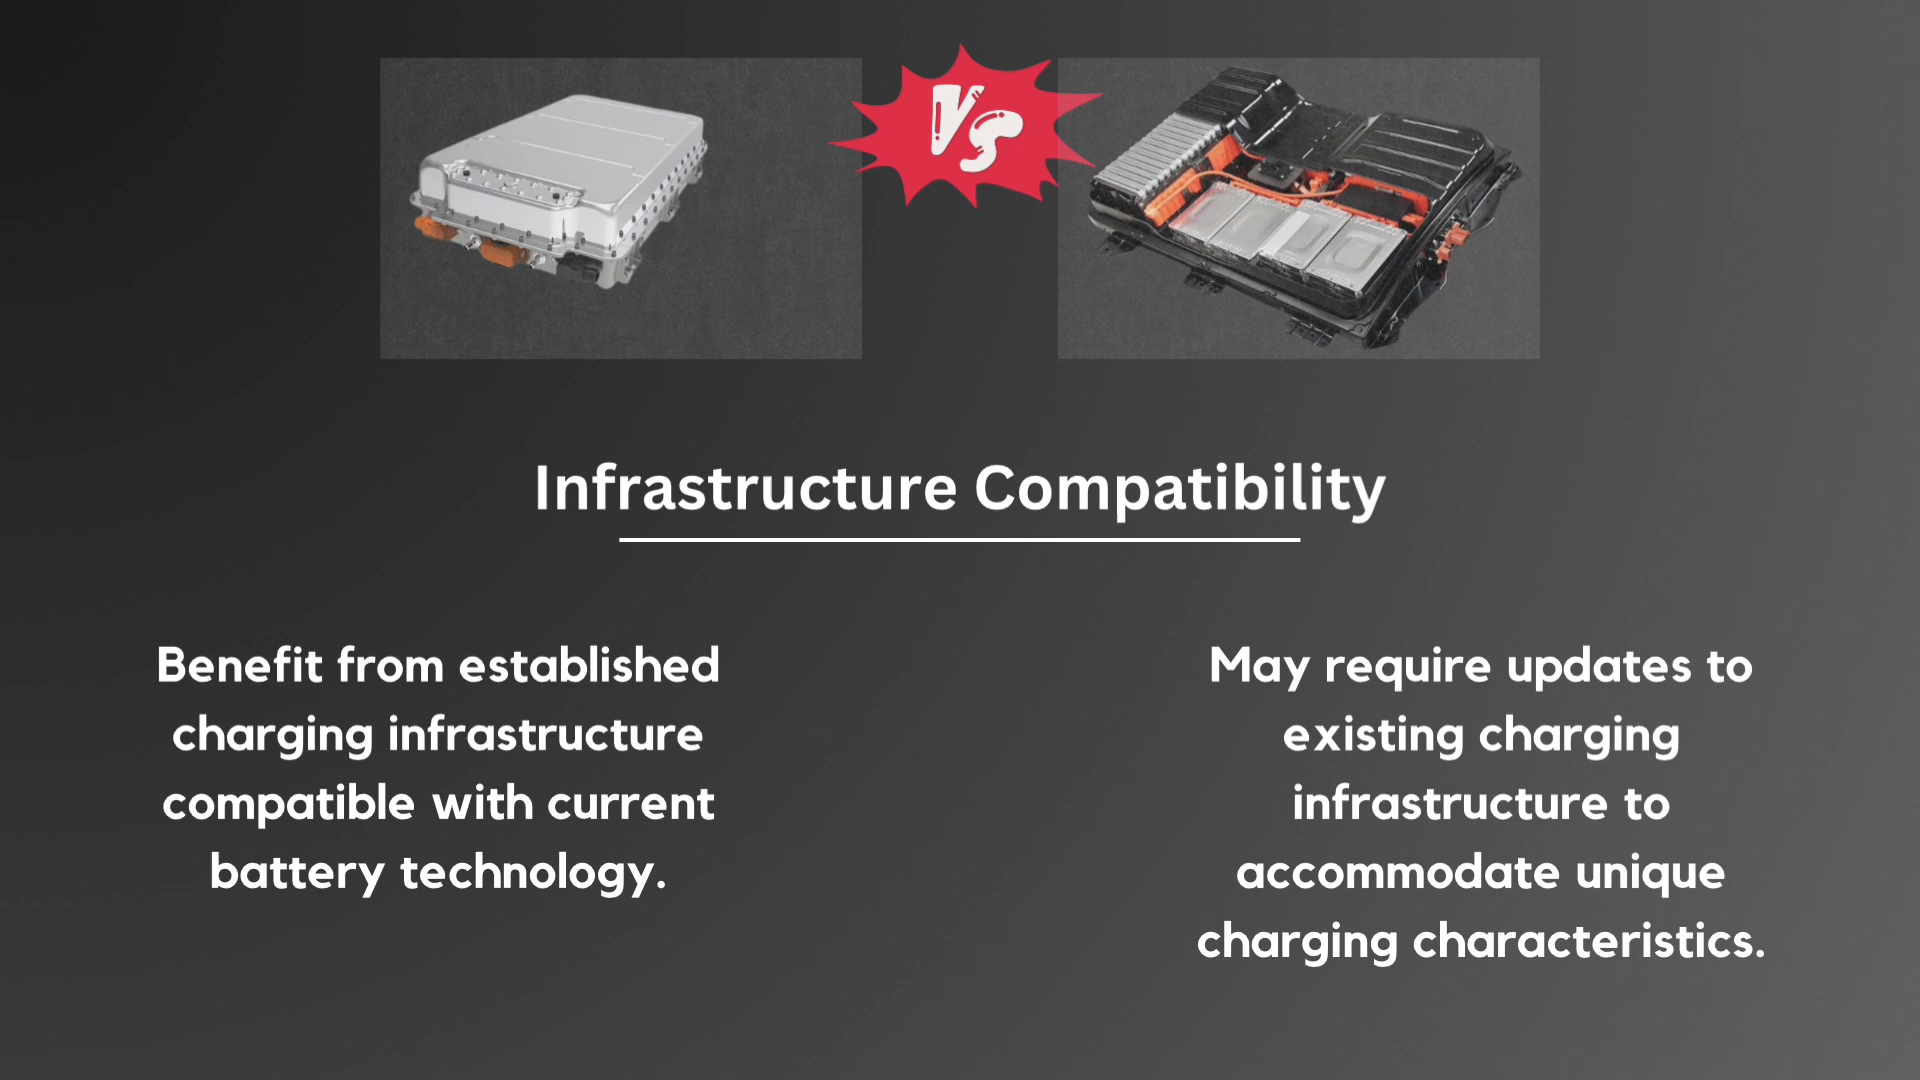 VS
Infrastructure Compatibility
Benefit from established
charging infrastructure
compatible with current
battery technology.
May require updates to
existing charging
infrastructure to
accommodate unique
charging characteristics.